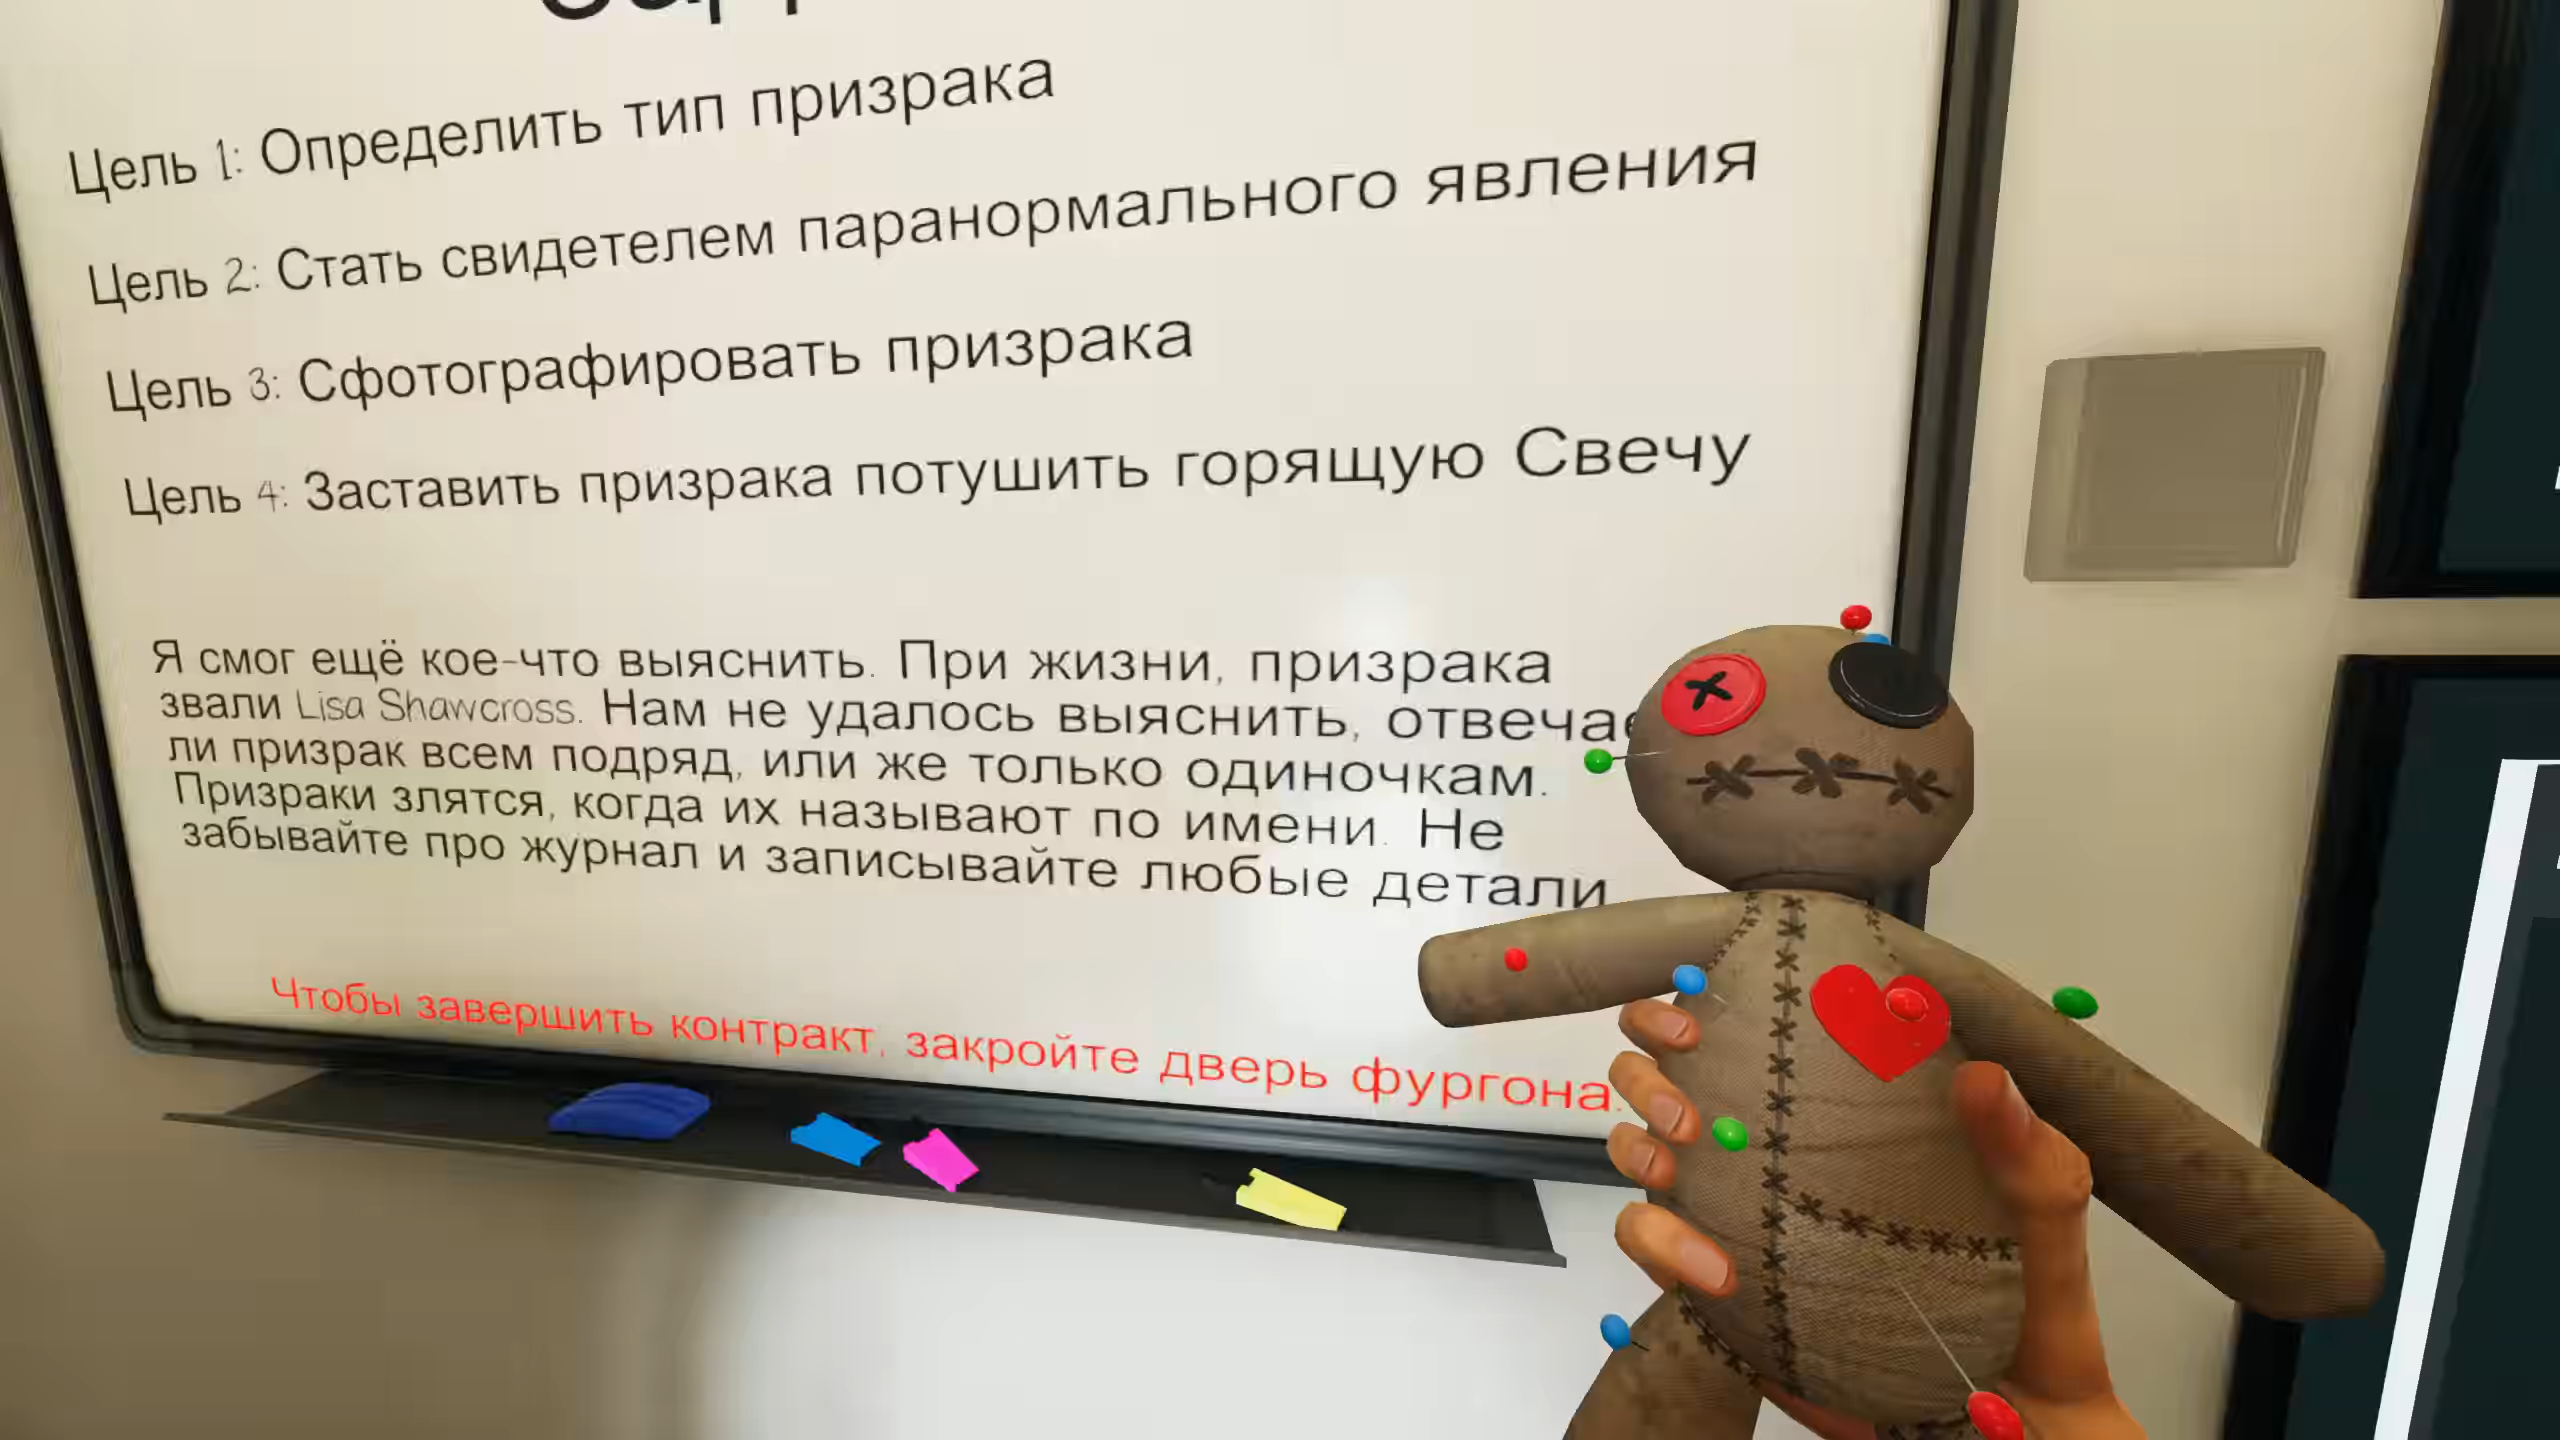 Цель 1: Определить тип призрака
Цель 2: Стать свидетелем паранормального явления
Цель 3: Сфотографировать призрака
Цель 4: Заставить призрака потушить горящую Свечу
Я смог ещё кое-что выяснить. При жизни, призрака
звали Lisa Shawcross. Нам не удалось выяснить,
ли призрак всем подряд, или же только одиночкам.
Призраки злятся, когда их называют по имени. Не
забывайте про журнал и записывайте любые детали
Чтобы завершить контракт, закройте дверь фургона.